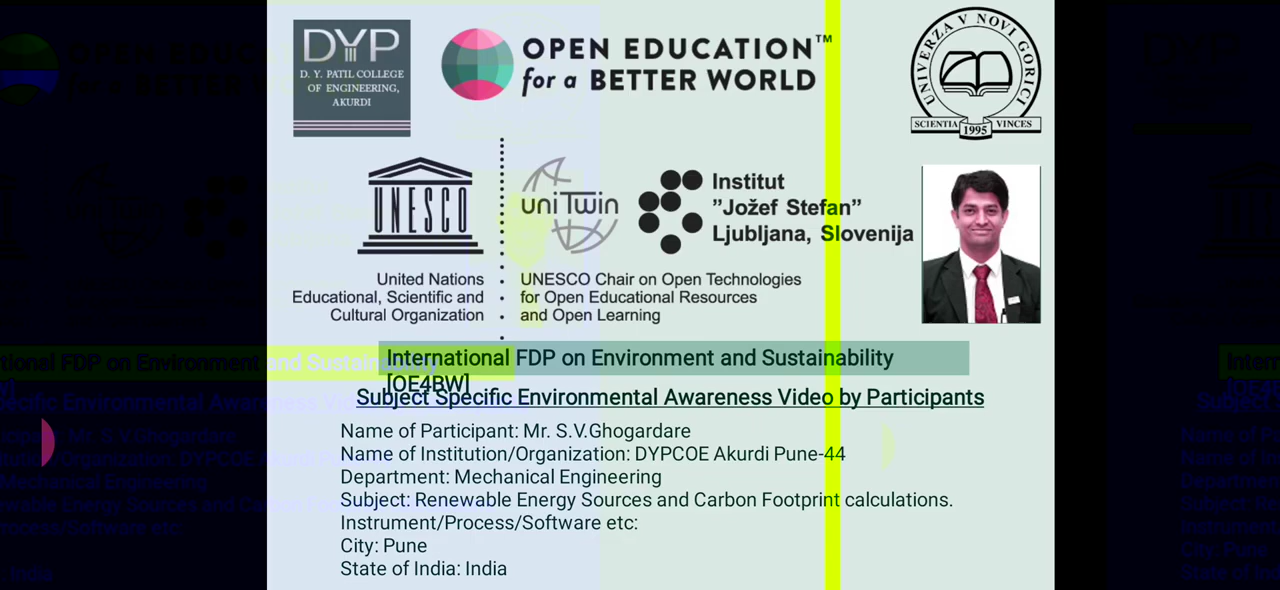 DYP
D. Y. PATIL COLLEGE
OF ENGINEERING,
AKURDI
OPEN EDUCATION™
for a BETTER WORLD
UNIVERZA V NOVI GORICI
SCIENTIA 1995 VINCES
UNESCO
uniTwin
Institut
”Jožef Stefan”
Ljubljana, Slovenija
United Nations
Educational, Scientific and
Cultural Organization
UNESCO Chair on Open Technologies
for Open Educational Resources
and Open Learning
International FDP on Environment and Sustainability
[OE4BW]
Subject Specific Environmental Awareness Video by Participants
Name of Participant: Mr. S.V.Ghogardare
Name of Institution/Organization: DYPCOE Akurdi Pune-44
Department: Mechanical Engineering
Subject: Renewable Energy Sources and Carbon Footprint calculations.
Instrument/Process/Software etc:
City: Pune
State of India: India